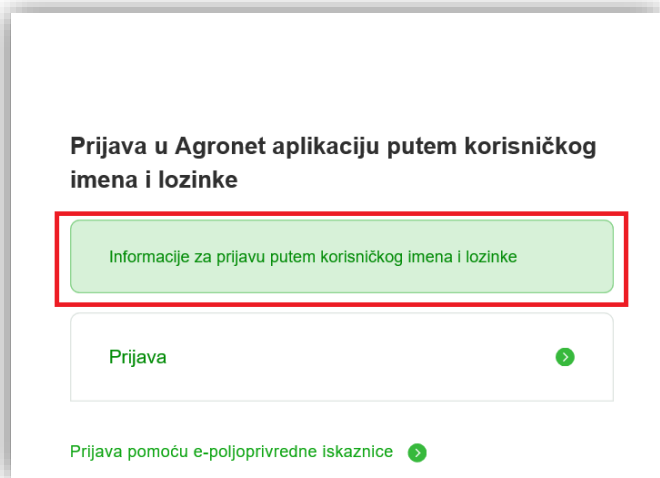 Prijava u Agronet aplikaciju putem korisničkog
imena i lozinke
Informacije za prijavu putem korisničkog imena i lozinke
Prijava
Prijava pomoću e-poljoprivredne iskaznice